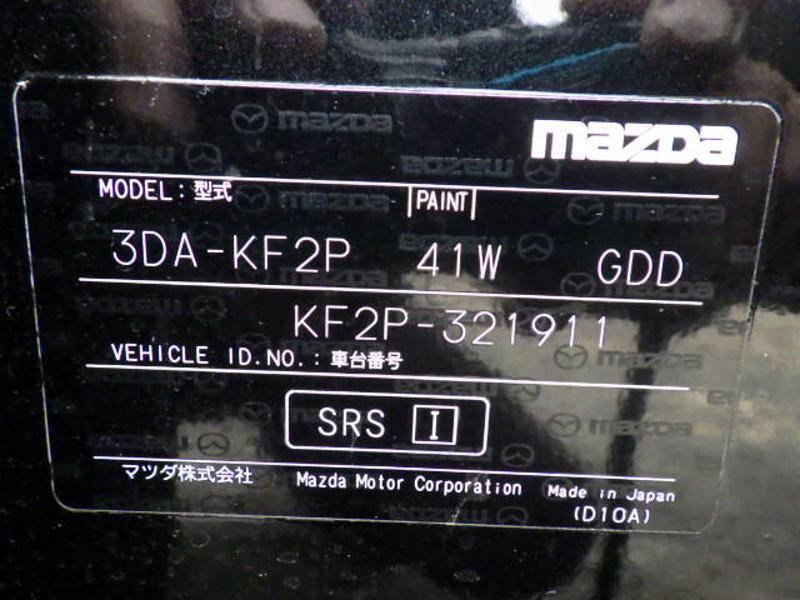 mazda
MODEL : 型式 PAINT
3DA-KF2P 41W GDD
KF2P-321911
VEHICLE ID.NO. : 車台番号
SRS I
マツダ株式会社 Mazda Motor Corporation Made in Japan
(D10A)